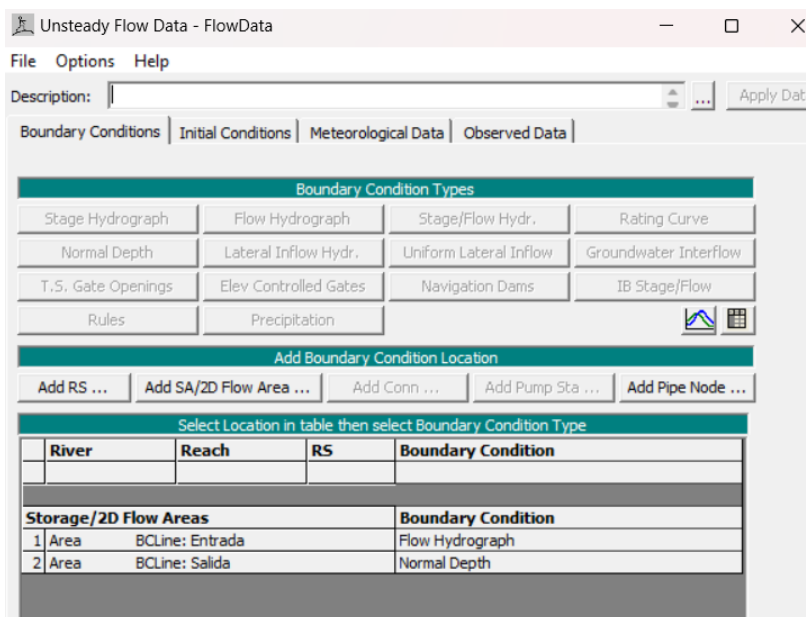 Unsteady Flow Data - FlowData
File Options Help
Description: ... Apply Dat
Boundary Conditions Initial Conditions Meteorological Data Observed Data
Boundary Condition Types
Stage Hydrograph Flow Hydrograph Stage/Flow Hydr. Rating Curve
Normal Depth Lateral Inflow Hydr. Uniform Lateral Inflow Groundwater Interflow
T.S. Gate Openings Elev Controlled Gates Navigation Dams IB Stage/Flow
Rules Precipitation
Add Boundary Condition Location
Add RS ... Add SA/2D Flow Area ... Add Conn ... Add Pump Sta ... Add Pipe Node ...
Select Location in table then select Boundary Condition Type
River Reach RS Boundary Condition
Storage/2D Flow Areas Boundary Condition
1 Area BCLine: Entrada Flow Hydrograph
2 Area BCLine: Salida Normal Depth